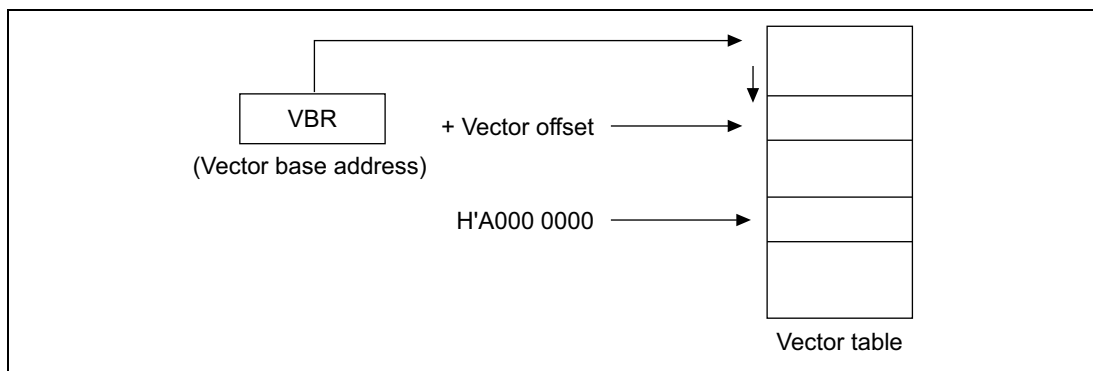 VBR
(Vector base address)
+ Vector offset
H'A000 0000
Vector table